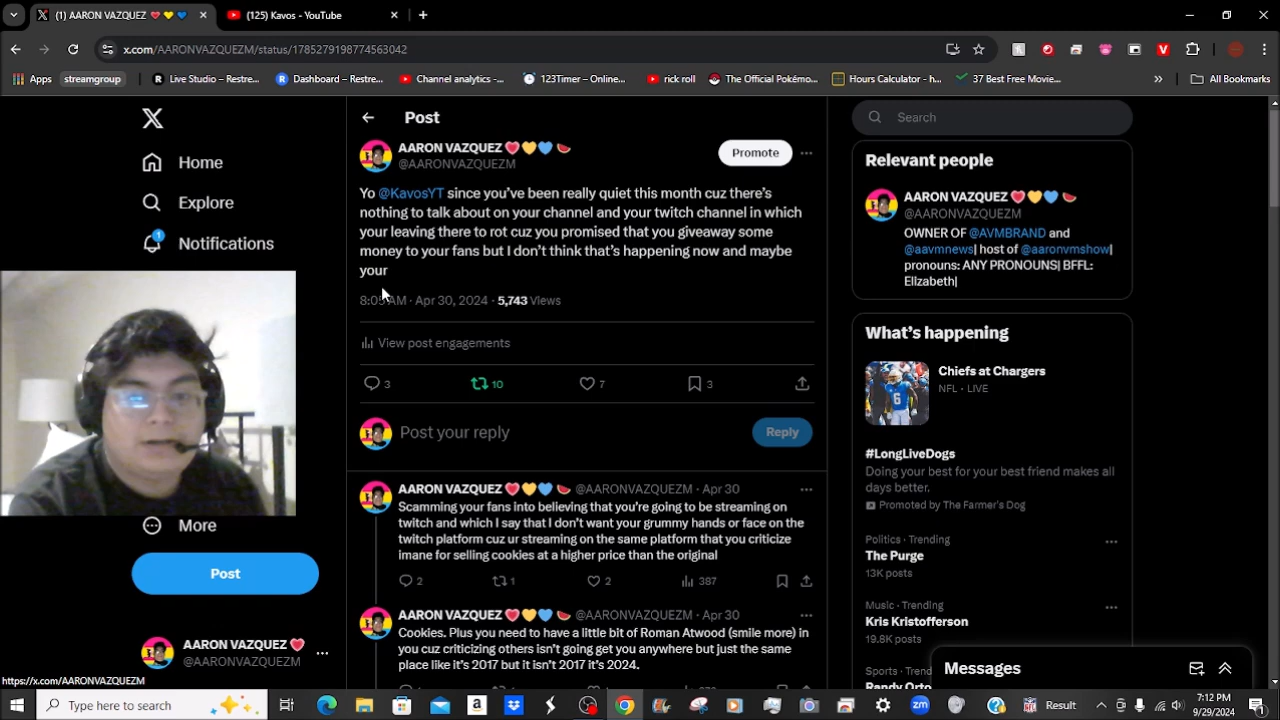 (1) AARON VAZQUEZ
(125) Kavos - YouTube
x.com/AARONVAZQUEZM/status/1785279198774563042
Apps
streamgroup
Live Studio – Restre...
Dashboard – Restre...
Channel analytics -...
123Timer – Online...
rick roll
The Official Pokémo...
Hours Calculator - h...
37 Best Free Movie...
All Bookmarks
Home
Explore
Notifications
1
More
Post
AARON VAZQUEZ
@AARONVAZQUEZM
Post
AARON VAZQUEZ
@AARONVAZQUEZM
Promote
Yo @KavosYT since you've been really quiet this month cuz there's
nothing to talk about on your channel and your twitch channel in which
your leaving there to rot cuz you promised that you giveaway some
money to your fans but I don't think that's happening now and maybe
your
8:05 AM · Apr 30, 2024 · 5,743 Views
View post engagements
3
10
7
3
Post your reply
Reply
AARON VAZQUEZ @AARONVAZQUEZM · Apr 30
Scamming your fans into believing that you're going to be streaming on
twitch and which I say that I don't want your grummy hands or face on the
twitch platform cuz ur streaming on the same platform that you criticize
imane for selling cookies at a higher price than the original
2
1
2
387
AARON VAZQUEZ @AARONVAZQUEZM · Apr 30
Cookies. Plus you need to have a little bit of Roman Atwood (smile more) in
you cuz criticizing others isn't going get you anywhere but just the same
place like it's 2017 but it isn't 2017 it's 2024.
Search
Relevant people
AARON VAZQUEZ
@AARONVAZQUEZM
OWNER OF @AVMBRAND and
@aavmnews| host of @aaronvmshow|
pronouns: ANY PRONOUNS| BFFL:
Elizabeth|
What's happening
Chiefs at Chargers
NFL · LIVE
#LongLiveDogs
Doing your best for your best friend makes all
days better.
Promoted by The Farmer's Dog
Politics · Trending
The Purge
13K posts
Music · Trending
Kris Kristofferson
19.8K posts
Sports · Trend
Randy Orto
Messages
https://x.com/AARONVAZQUEZM
Type here to search
Result
7:12 PM
9/29/2024